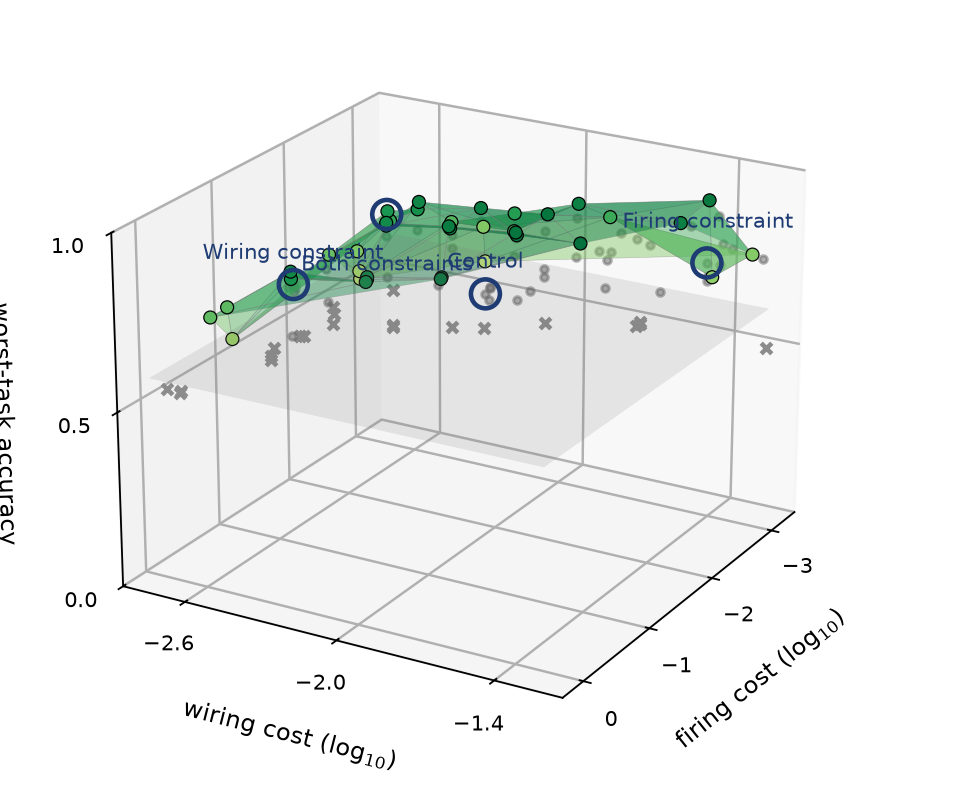 1.0
0.5
0.0
worst-task accuracy
−2.6
−2.0
−1.4
wiring cost (log₁₀)
0
−1
−2
−3
firing cost (log₁₀)
Wiring constraint
Both constraints
Control
Firing constraint